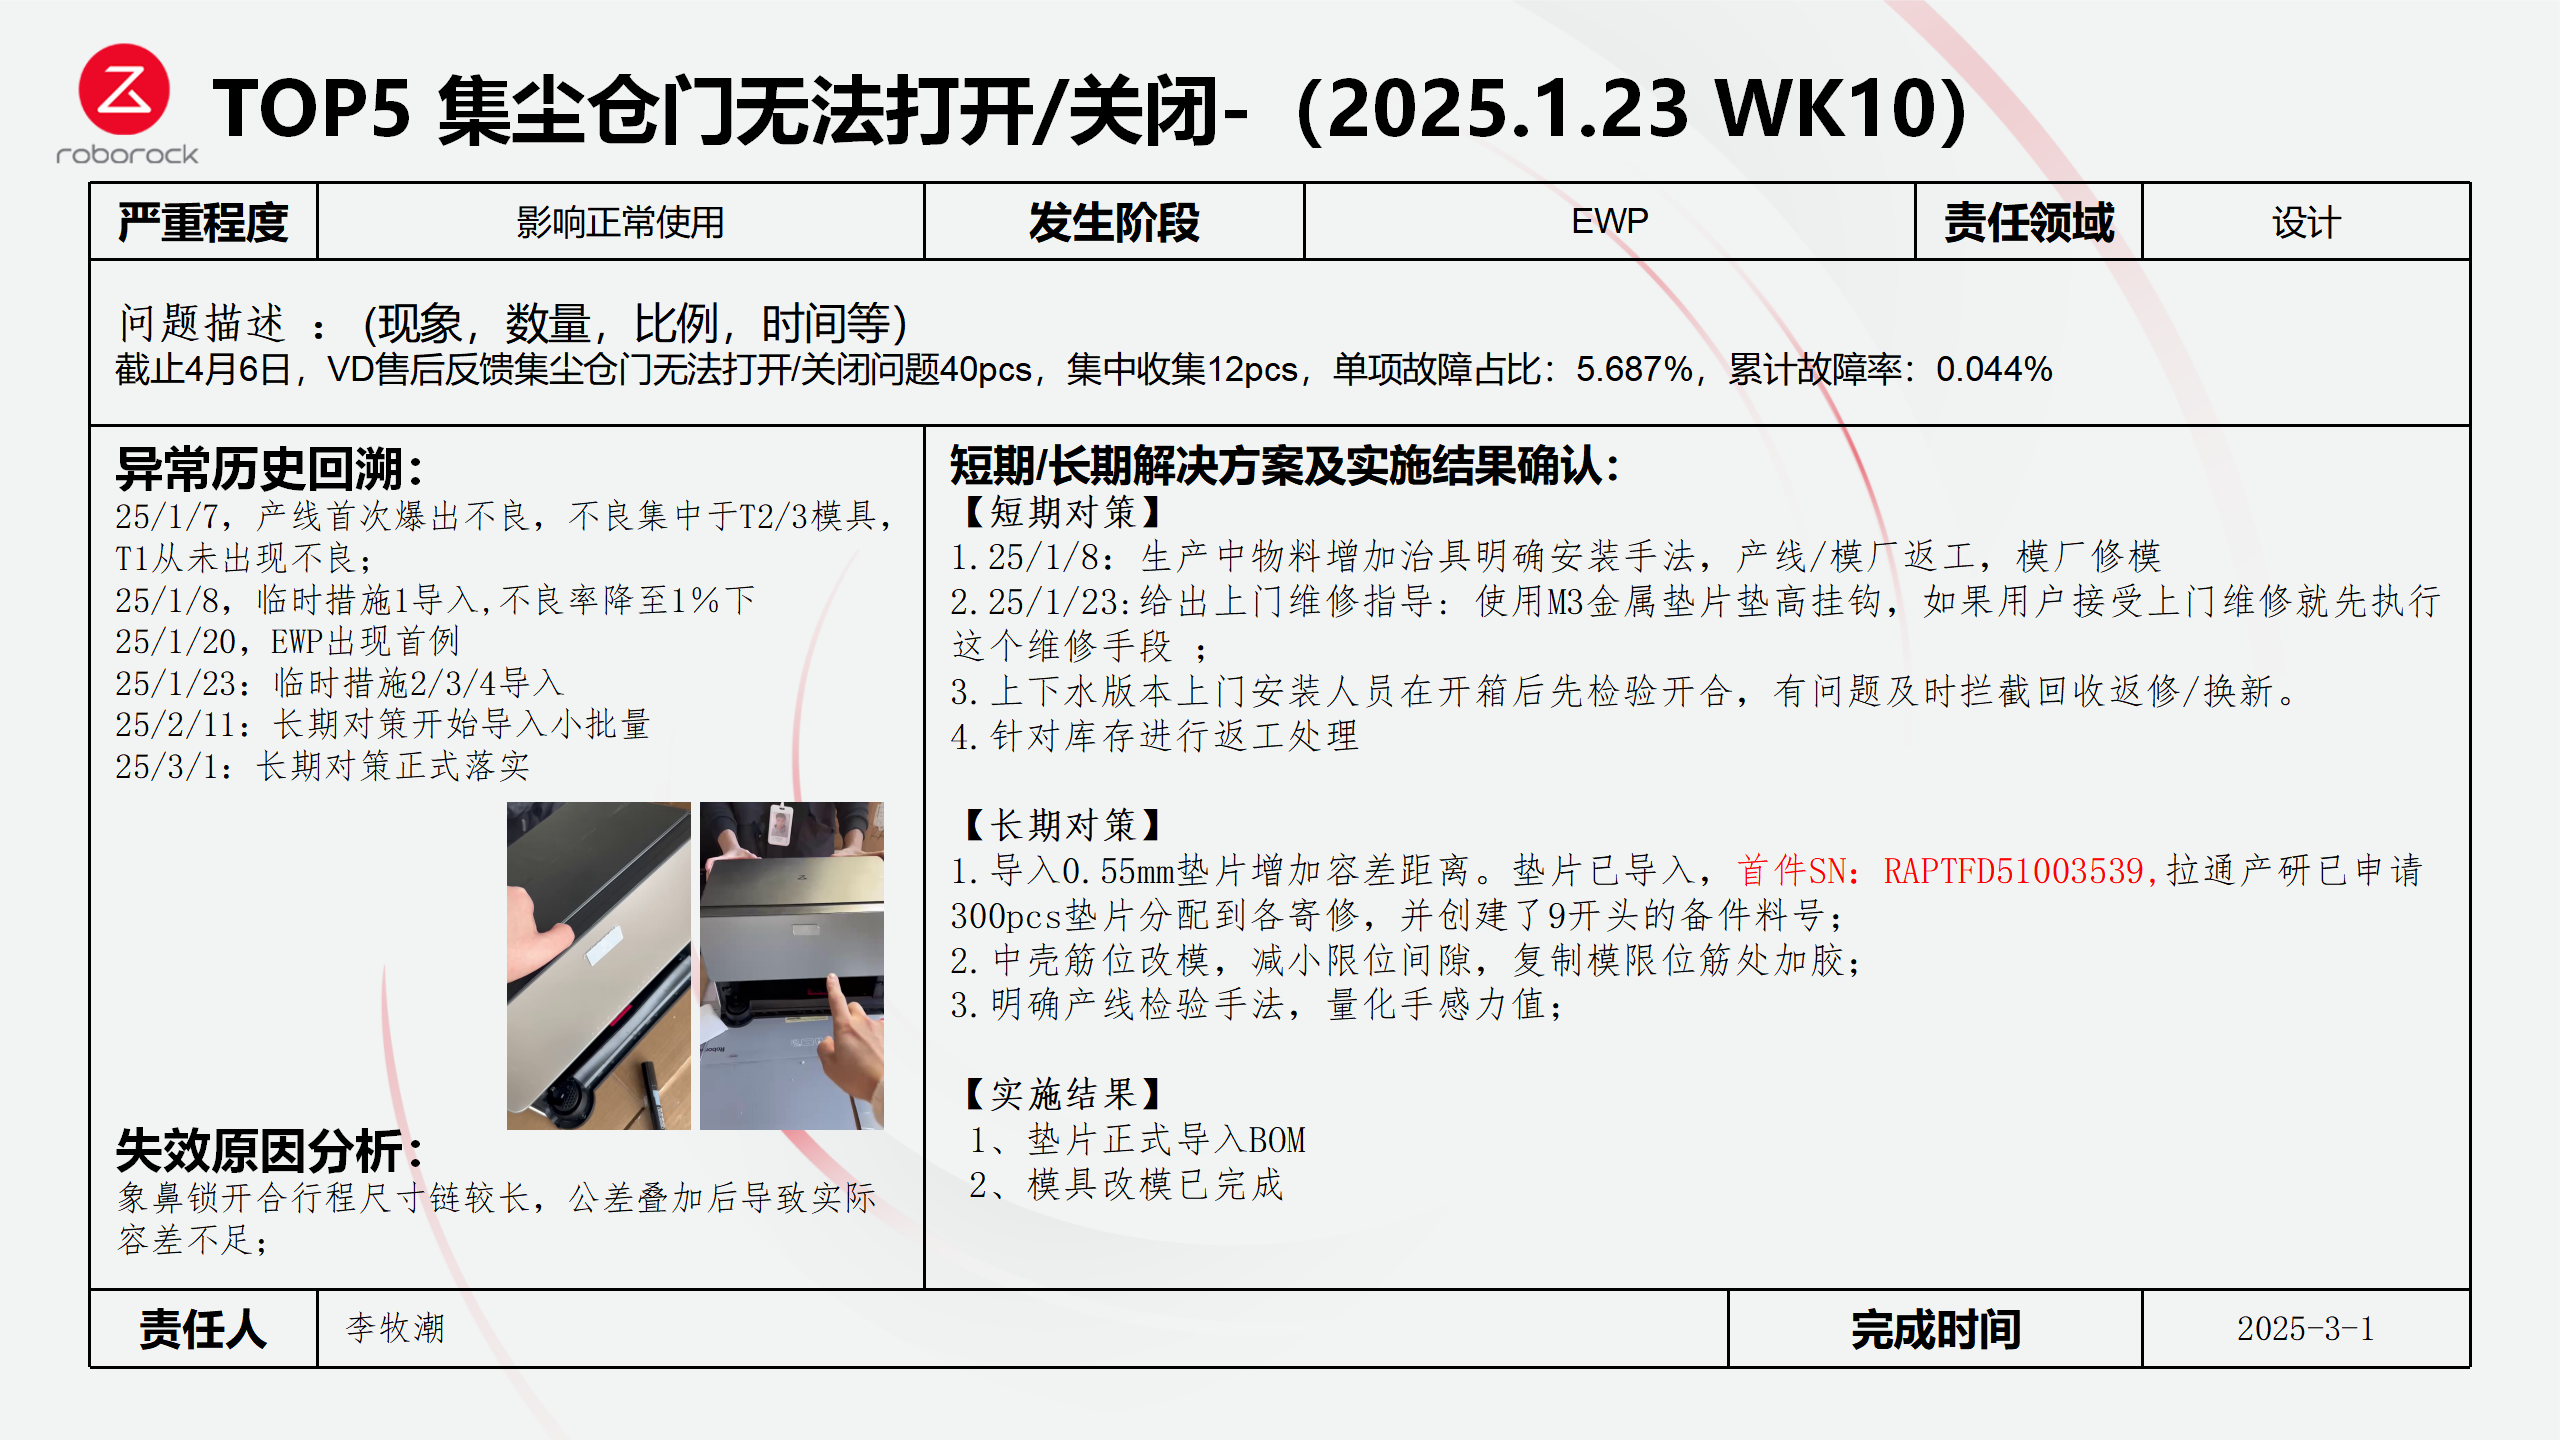 roborock
TOP5 集尘仓门无法打开/关闭-（2025.1.23 WK10）
严重程度
影响正常使用
发生阶段
EWP
责任领域
设计
问题描述 ：（现象，数量，比例，时间等）
截止4月6日，VD售后反馈集尘仓门无法打开/关闭问题40pcs，集中收集12pcs，单项故障占比：5.687%，累计故障率：0.044%
异常历史回溯：
25/1/7，产线首次爆出不良，不良集中于T2/3模具，
T1从未出现不良；
25/1/8，临时措施1导入,不良率降至1%下
25/1/20，EWP出现首例
25/1/23：临时措施2/3/4导入
25/2/11：长期对策开始导入小批量
25/3/1：长期对策正式落实
失效原因分析：
象鼻锁开合行程尺寸链较长，公差叠加后导致实际
容差不足；
短期/长期解决方案及实施结果确认：
【短期对策】
1.25/1/8：生产中物料增加治具明确安装手法，产线/模厂返工，模厂修模
2.25/1/23:给出上门维修指导：使用M3金属垫片垫高挂钩，如果用户接受上门维修就先执行
这个维修手段 ；
3.上下水版本上门安装人员在开箱后先检验开合，有问题及时拦截回收返修/换新。
4.针对库存进行返工处理
【长期对策】
1.导入0.55mm垫片增加容差距离。垫片已导入，首件SN：RAPTFD51003539,拉通产研已申请
300pcs垫片分配到各寄修，并创建了9开头的备件料号；
2.中壳筋位改模，减小限位间隙，复制模限位筋处加胶；
3.明确产线检验手法，量化手感力值；
【实施结果】
1、垫片正式导入BOM
2、模具改模已完成
责任人
李牧潮
完成时间
2025-3-1